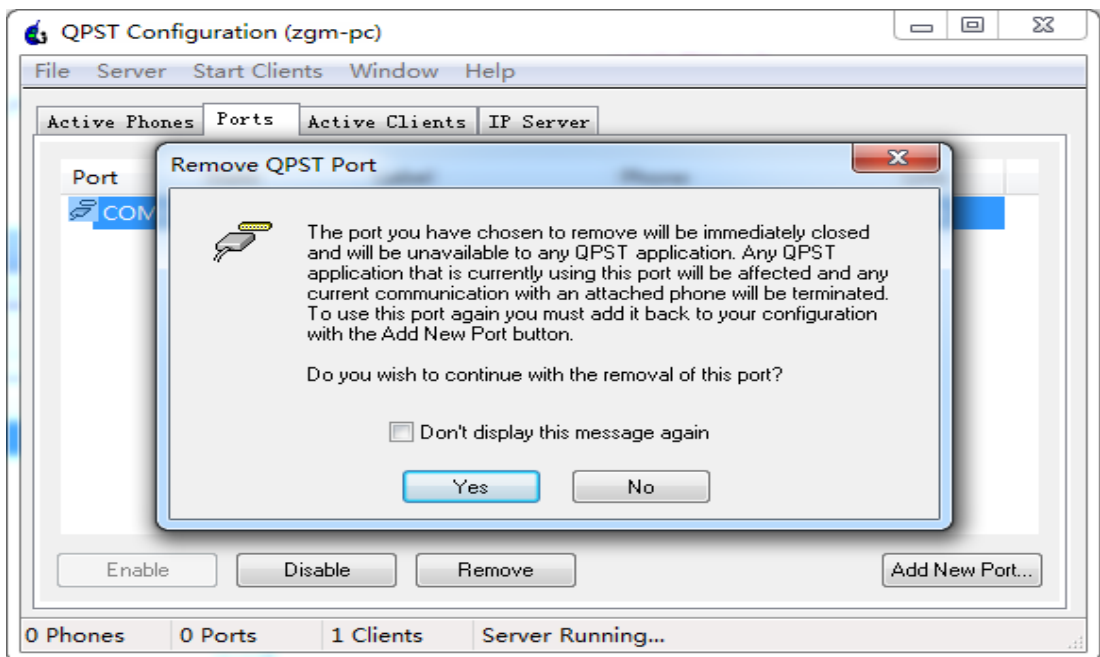 QPST Configuration (zgm-pc)
File Server Start Clients Window Help
Active Phones Ports Active Clients IP Server
Remove QPST Port
Port
COM
The port you have chosen to remove will be immediately closed
and will be unavailable to any QPST application. Any QPST
application that is currently using this port will be affected and any
current communication with an attached phone will be terminated.
To use this port again you must add it back to your configuration
with the Add New Port button.
Do you wish to continue with the removal of this port?
Don't display this message again
Yes No
Enable Disable Remove Add New Port...
0 Phones 0 Ports 1 Clients Server Running...